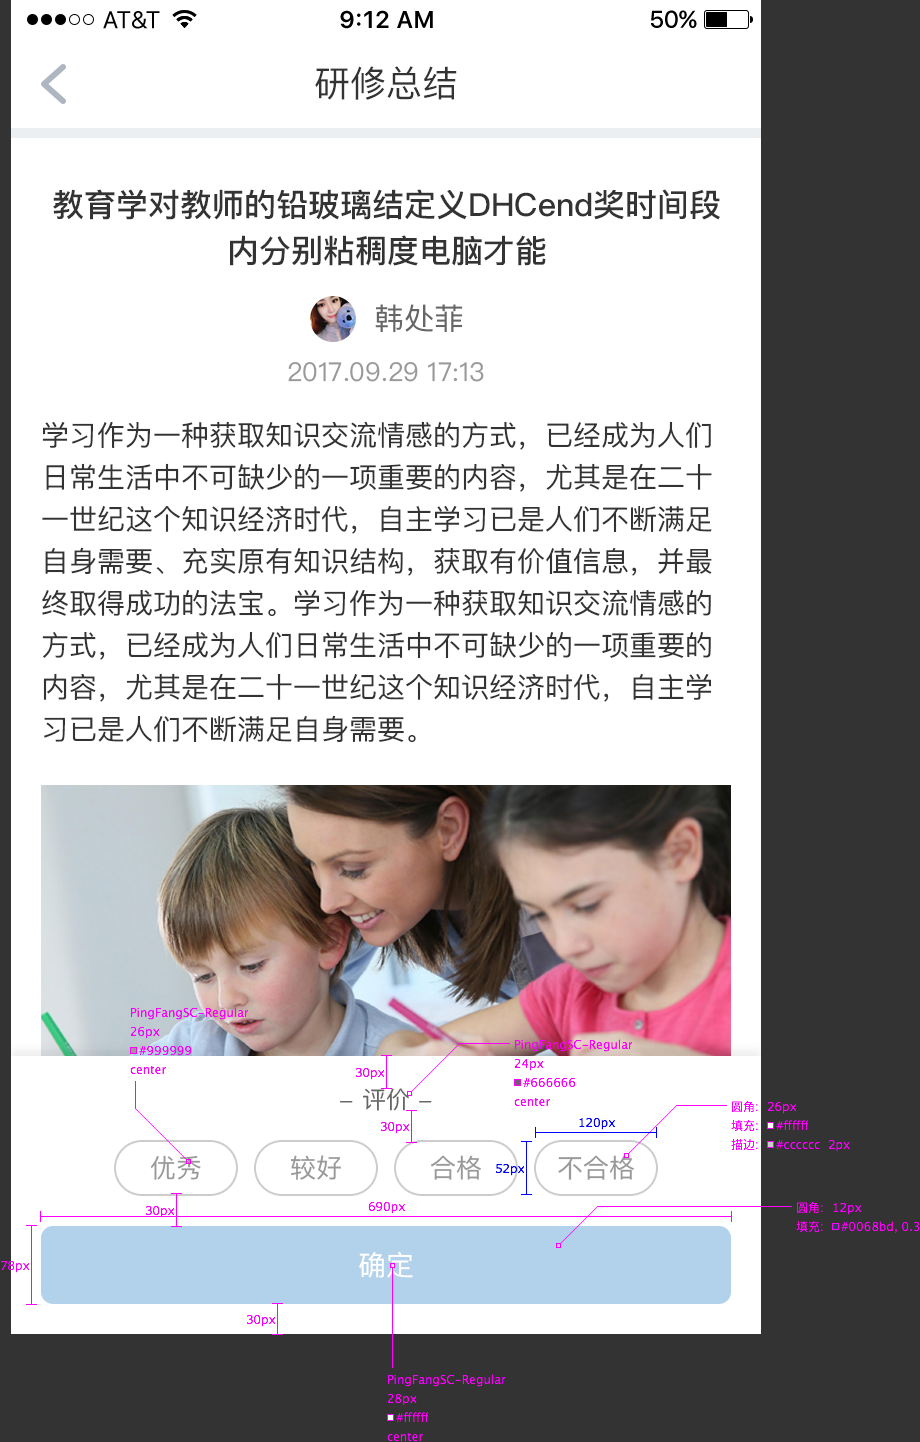 AT&T 9:12 AM 50%
研修总结
教育学对教师的铅玻璃结定义DHCend奖时间段
内分别粘稠度电脑才能
韩处菲
2017.09.29 17:13
学习作为一种获取知识交流情感的方式，已经成为人们
日常生活中不可缺少的一项重要的内容，尤其是在二十
一世纪这个知识经济时代，自主学习已是人们不断满足
自身需要、充实原有知识结构，获取有价值信息，并最
终取得成功的法宝。学习作为一种获取知识交流情感的
方式，已经成为人们日常生活中不可缺少的一项重要的
内容，尤其是在二十一世纪这个知识经济时代，自主学
习已是人们不断满足自身需要。
PingFangSC-Regular
26px
#999999
center
PingFangSC-Regular
24px
#666666
center
30px
– 评价 –
30px
圆角: 26px
填充: #ffffff
描边: #cccccc 2px
120px
优秀 较好 合格 52px 不合格
30px
690px
圆角: 12px
填充: #0068bd, 0.3
78px
确定
30px
PingFangSC-Regular
28px
#ffffff
center